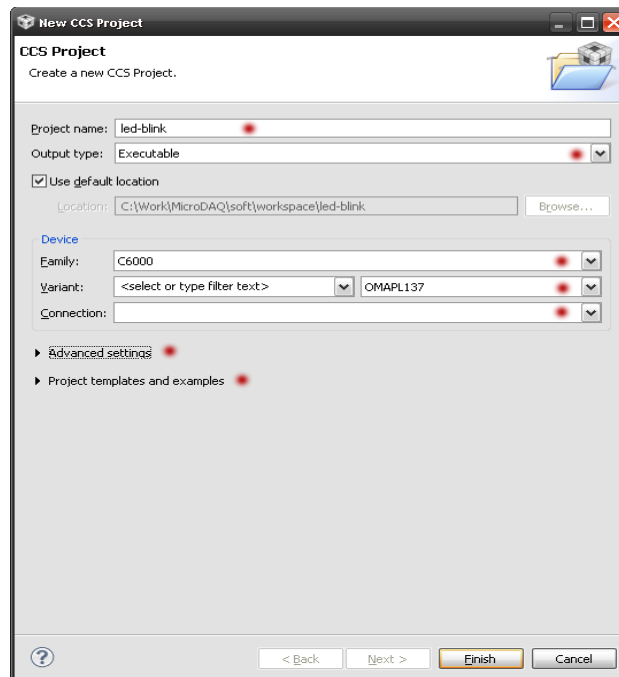 New CCS Project
CCS Project
Create a new CCS Project.
Project name: led-blink
Output type: Executable
Use default location
Location: C:\Work\MicroDAQ\soft\workspace\led-blink Browse...
Device
Family: C6000
Variant: <select or type filter text> OMAPL137
Connection:
Advanced settings
Project templates and examples
? < Back Next > Finish Cancel